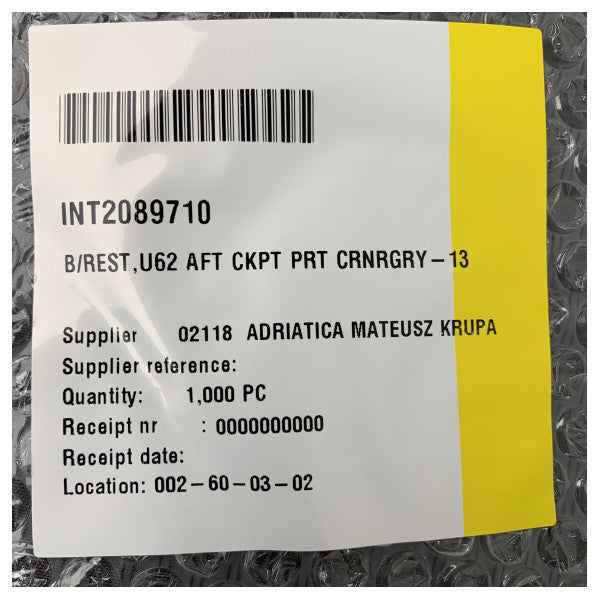 INT2089710
B/REST,U62 AFT CKPT PRT CRNRGRY-13
Supplier 02118 ADRIATICA MATEUSZ KRUPA
Supplier reference:
Quantity: 1,000 PC
Receipt nr : 0000000000
Receipt date:
Location: 002-60-03-02